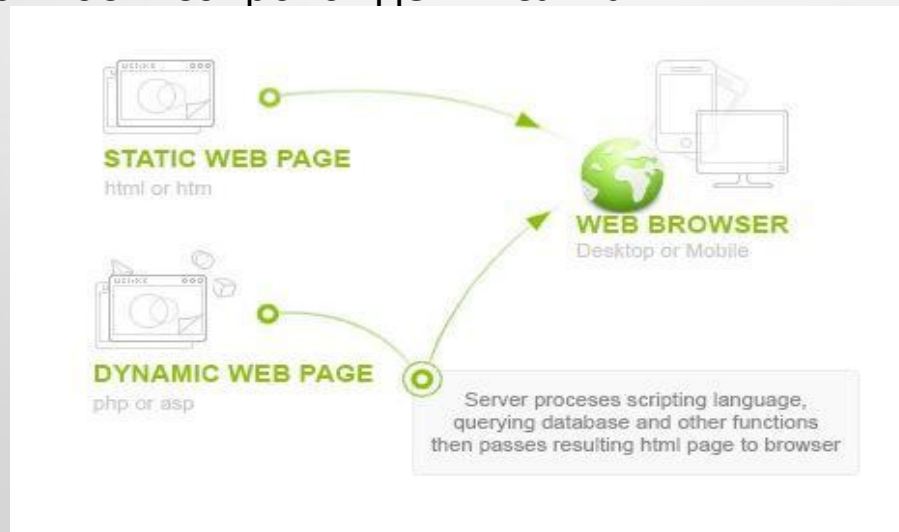 STATIC WEB PAGE
html or htm
WEB BROWSER
Desktop or Mobile
DYNAMIC WEB PAGE
php or asp
Server proceses scripting language,
querying database and other functions
then passes resulting html page to browser